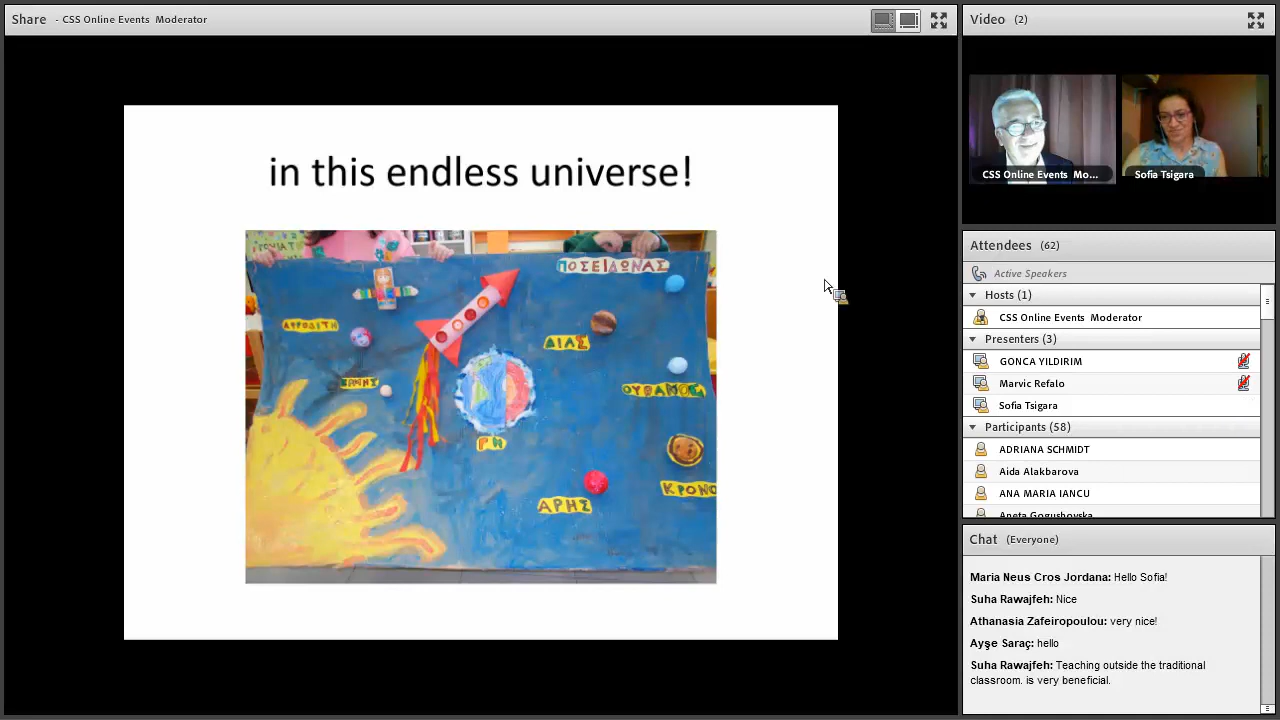 Share - CSS Online Events Moderator
in this endless universe!
ΠΟΣΕΙΔΩΝΑΣ
ΑΦΡΟΔΙΤΗ
ΔΙΑΣ
ΕΡΜΗΣ
ΟΥΡΑΝΟΣ
ΓΗ
ΚΡΟΝΟ
ΑΡΗΣ
Video (2)
CSS Online Events Mo...
Sofia Tsigara
Attendees (62)
Active Speakers
Hosts (1)
CSS Online Events Moderator
Presenters (3)
GONCA YILDIRIM
Marvic Refalo
Sofia Tsigara
Participants (58)
ADRIANA SCHMIDT
Aida Alakbarova
ANA MARIA IANCU
Aneta Gogushovska
Chat (Everyone)
Maria Neus Cros Jordana: Hello Sofia!
Suha Rawajfeh: Nice
Athanasia Zafeiropoulou: very nice!
Ayşe Saraç: hello
Suha Rawajfeh: Teaching outside the traditional
classroom. is very beneficial.